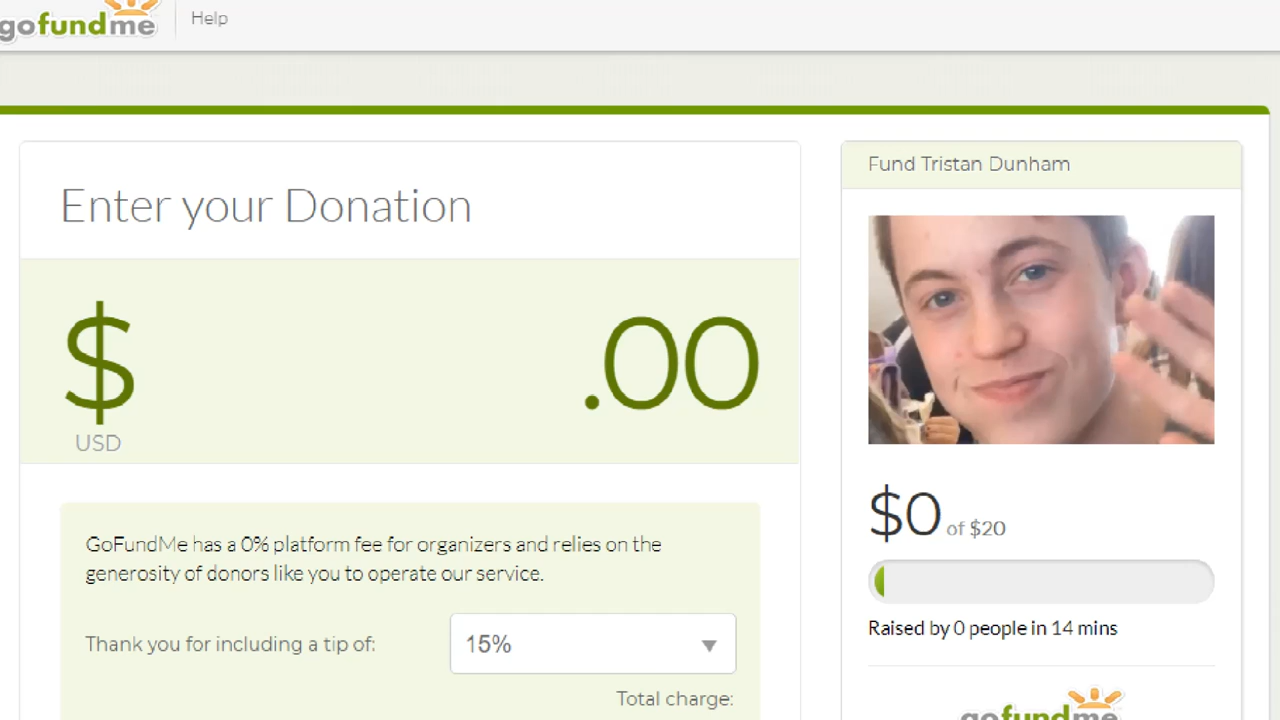 gofundme
Help
Enter your Donation
$ .00
USD
GoFundMe has a 0% platform fee for organizers and relies on the
generosity of donors like you to operate our service.
Thank you for including a tip of:
15%
Total charge:
Fund Tristan Dunham
$0 of $20
Raised by 0 people in 14 mins
gofundme